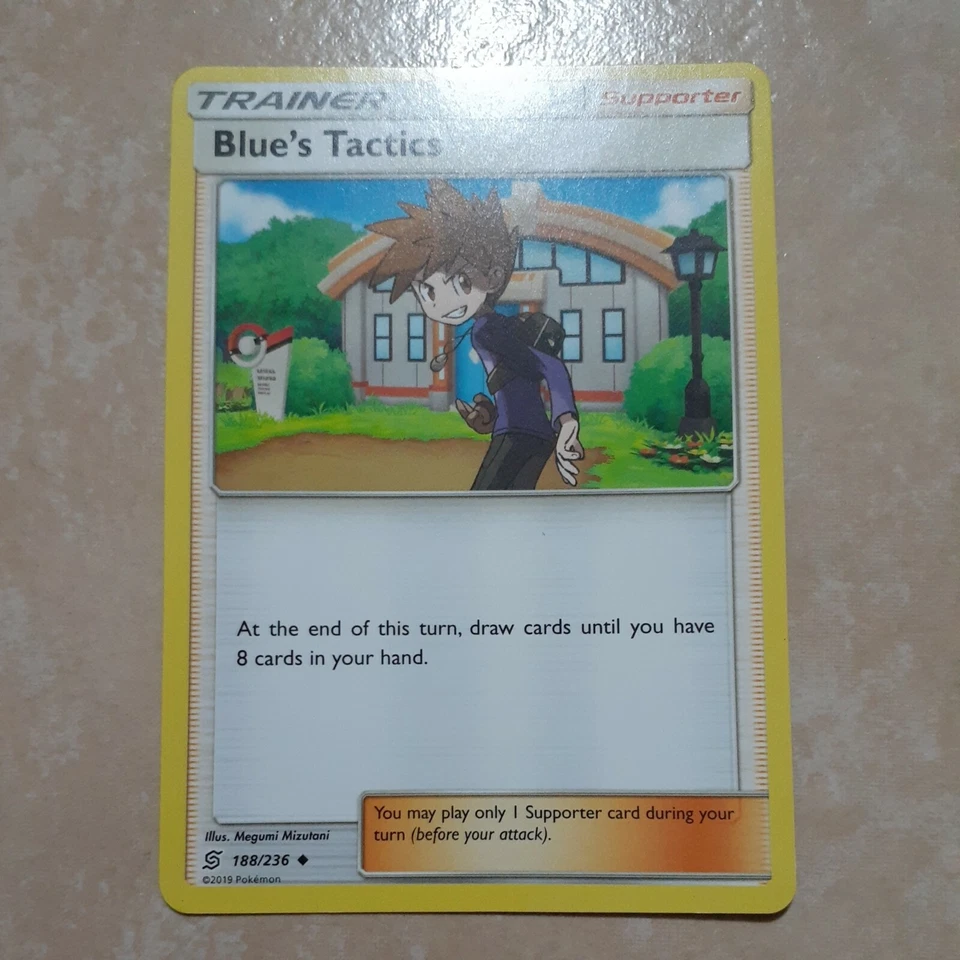 TRAINER
Supporter
Blue's Tactics
At the end of this turn, draw cards until you have
8 cards in your hand.
You may play only 1 Supporter card during your
turn (before your attack).
Illus. Megumi Mizutani
188/236
©2019 Pokémon